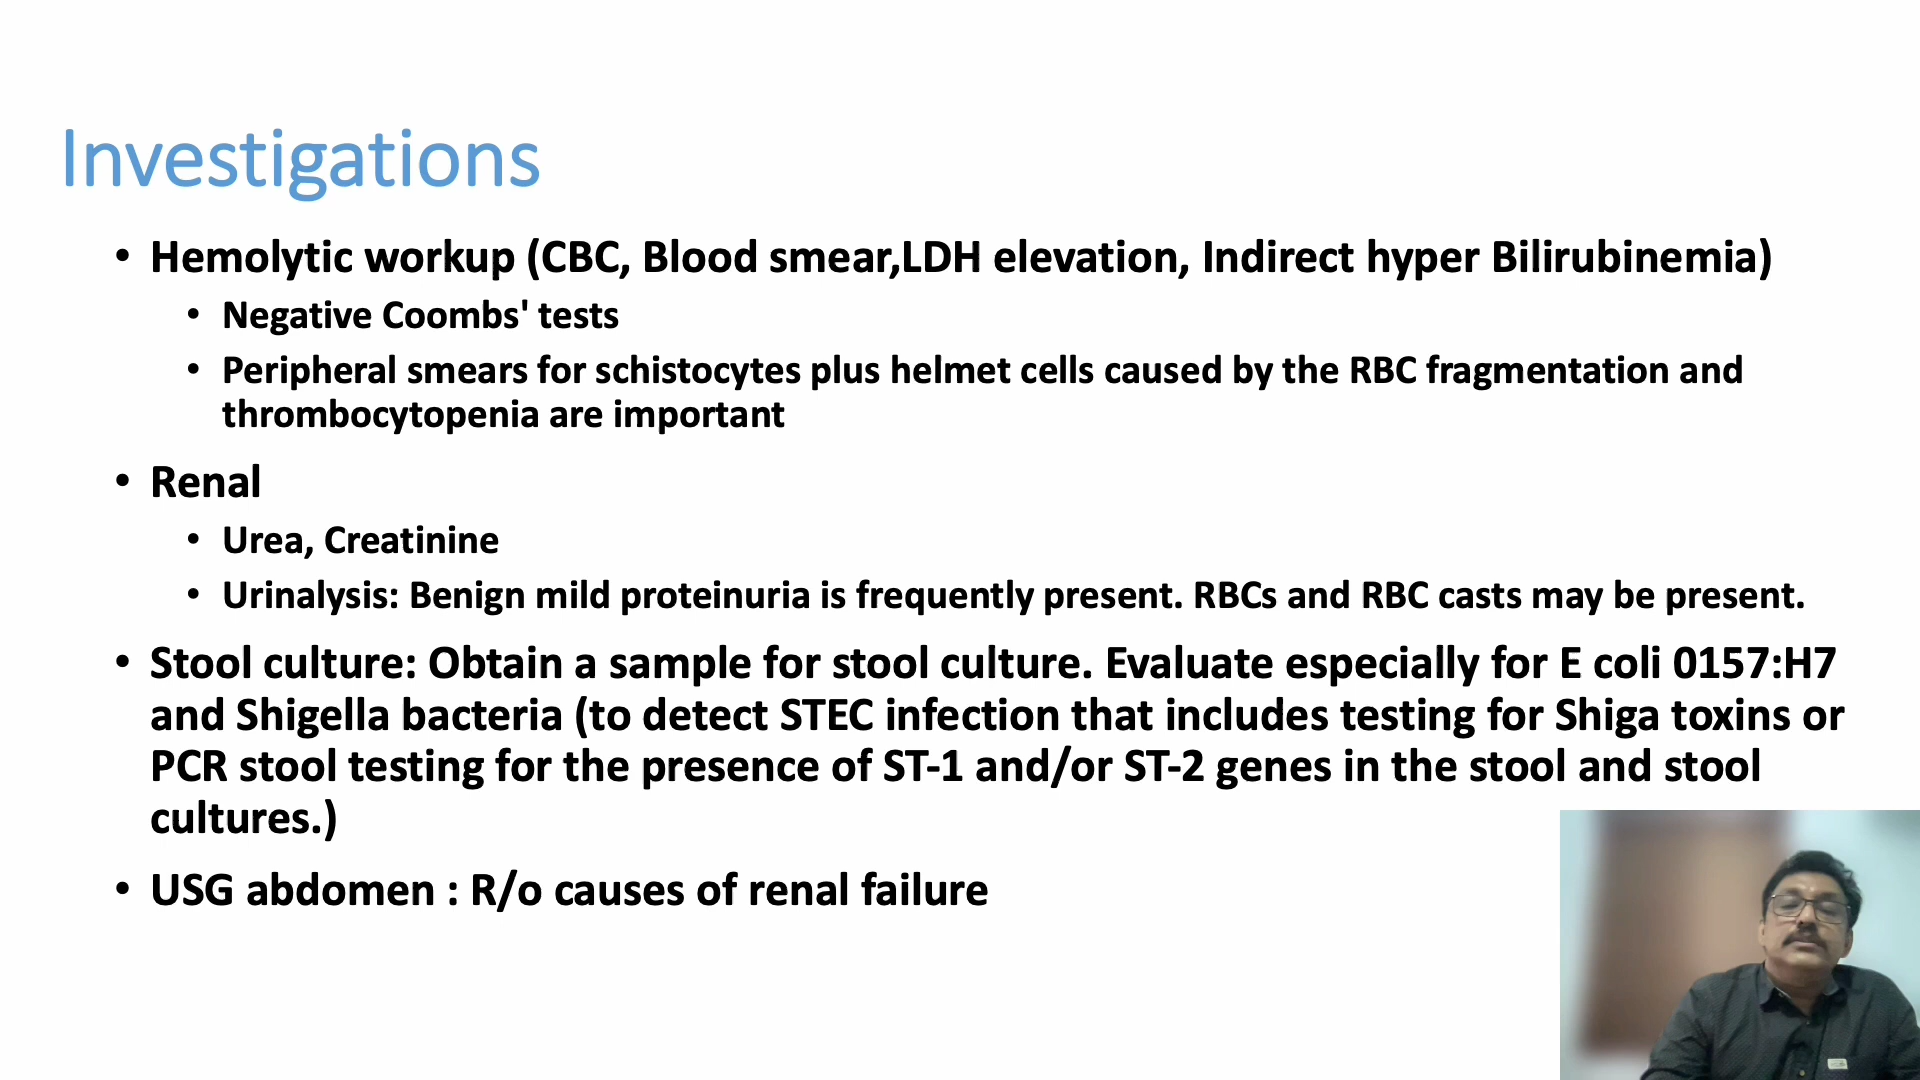 Investigations
• Hemolytic workup (CBC, Blood smear,LDH elevation, Indirect hyper Bilirubinemia)
• Negative Coombs' tests
• Peripheral smears for schistocytes plus helmet cells caused by the RBC fragmentation and
thrombocytopenia are important
• Renal
• Urea, Creatinine
• Urinalysis: Benign mild proteinuria is frequently present. RBCs and RBC casts may be present.
• Stool culture: Obtain a sample for stool culture. Evaluate especially for E coli 0157:H7
and Shigella bacteria (to detect STEC infection that includes testing for Shiga toxins or
PCR stool testing for the presence of ST-1 and/or ST-2 genes in the stool and stool
cultures.)
• USG abdomen : R/o causes of renal failure